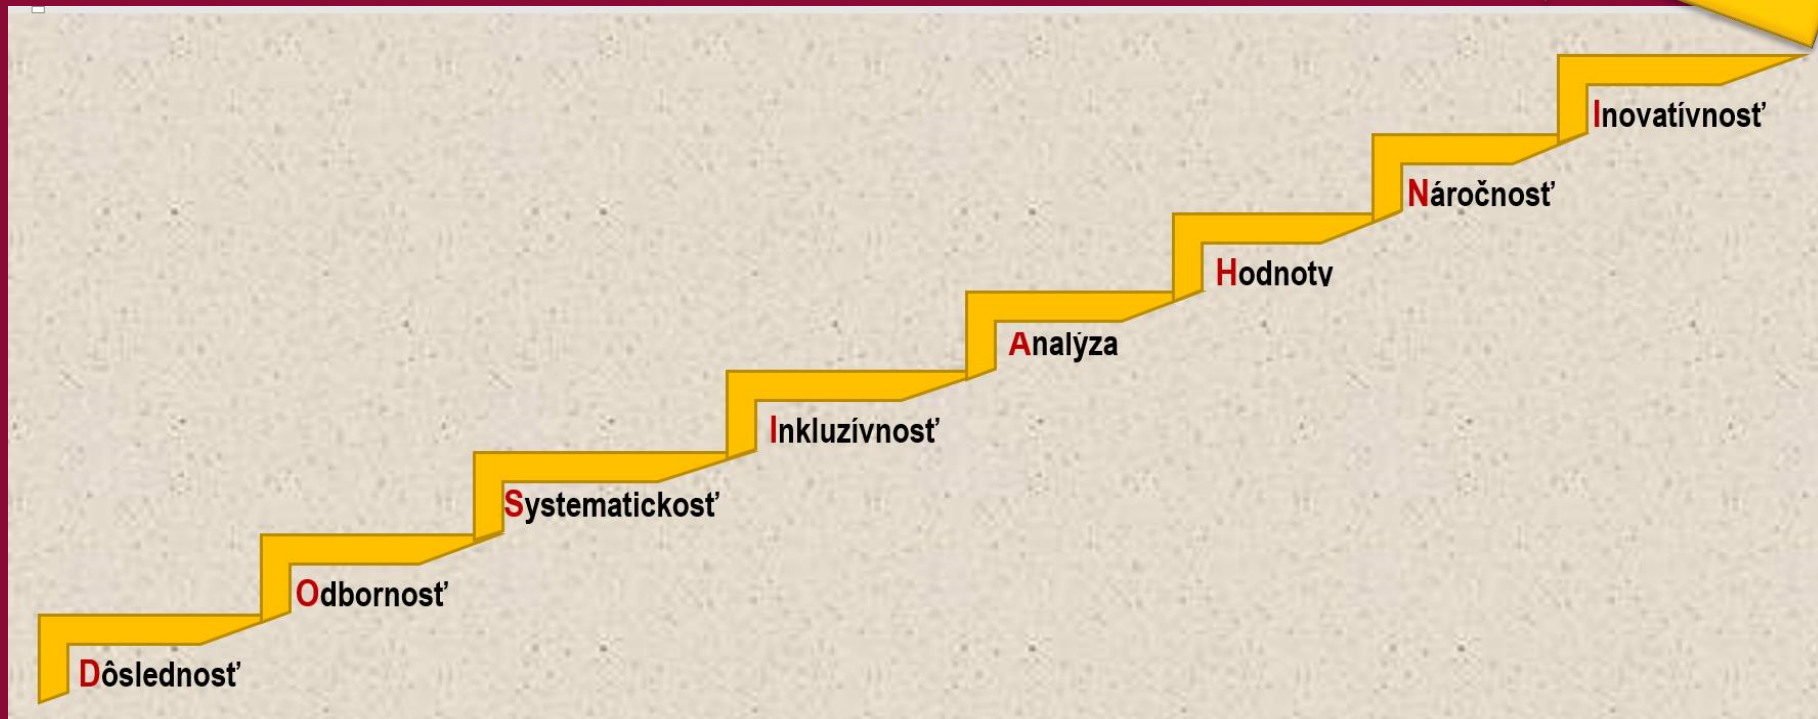 Dôslednosť
Odbornosť
Systematickosť
Inkluzívnosť
Analýza
Hodnoty
Náročnosť
Inovatívnosť